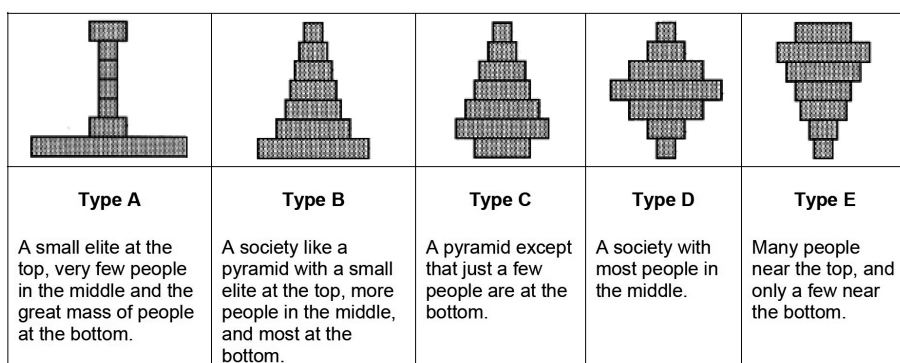 Type A
A small elite at the
top, very few people
in the middle and the
great mass of people
at the bottom.
Type B
A society like a
pyramid with a small
elite at the top, more
people in the middle,
and most at the
bottom.
Type C
A pyramid except
that just a few
people are at the
bottom.
Type D
A society with
most people in
the middle.
Type E
Many people
near the top, and
only a few near
the bottom.